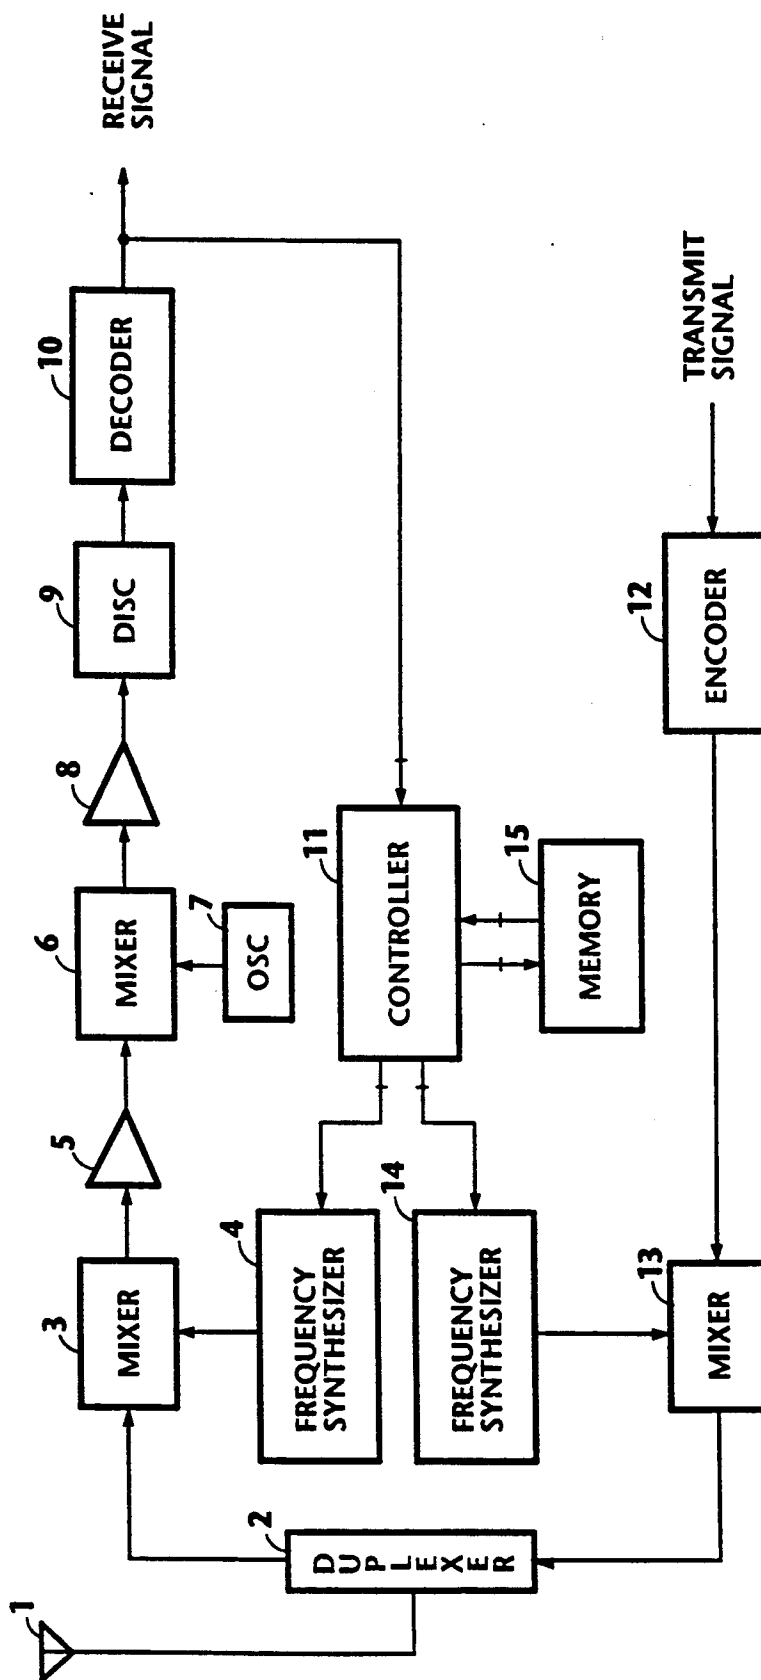 1
2
DUPLEXER
3
MIXER
4
FREQUENCY
SYNTHESIZER
5
6
MIXER
7
OSC
8
9
DISC
10
DECODER
RECEIVE
SIGNAL
11
CONTROLLER
15
MEMORY
14
FREQUENCY
SYNTHESIZER
13
MIXER
12
ENCODER
TRANSMIT
SIGNAL